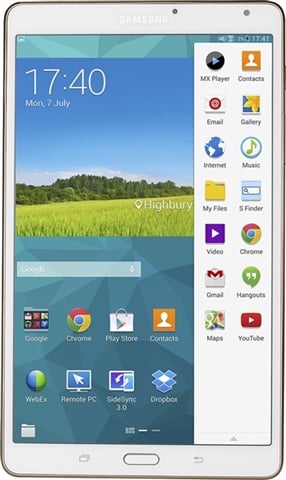 SAMSUNG
17:41
17:40
Mon, 7 July
Highbury
Google
Google
Chrome
Play Store
Contacts
WebEx
Remote PC
SideSync
3.0
Dropbox
MX Player
Contacts
Email
Gallery
Internet
Music
My Files
S Finder
Video
Chrome
Gmail
Hangouts
Maps
YouTube